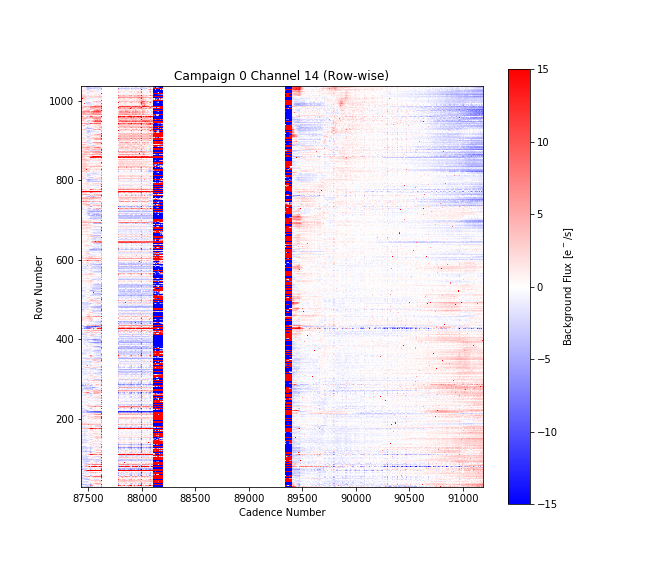 Campaign 0 Channel 14 (Row-wise)
1000
800
600
400
200
Row Number
87500 88000 88500 89000 89500 90000 90500 91000
Cadence Number
15
10
5
0
−5
−10
−15
Background Flux [e⁻/s]